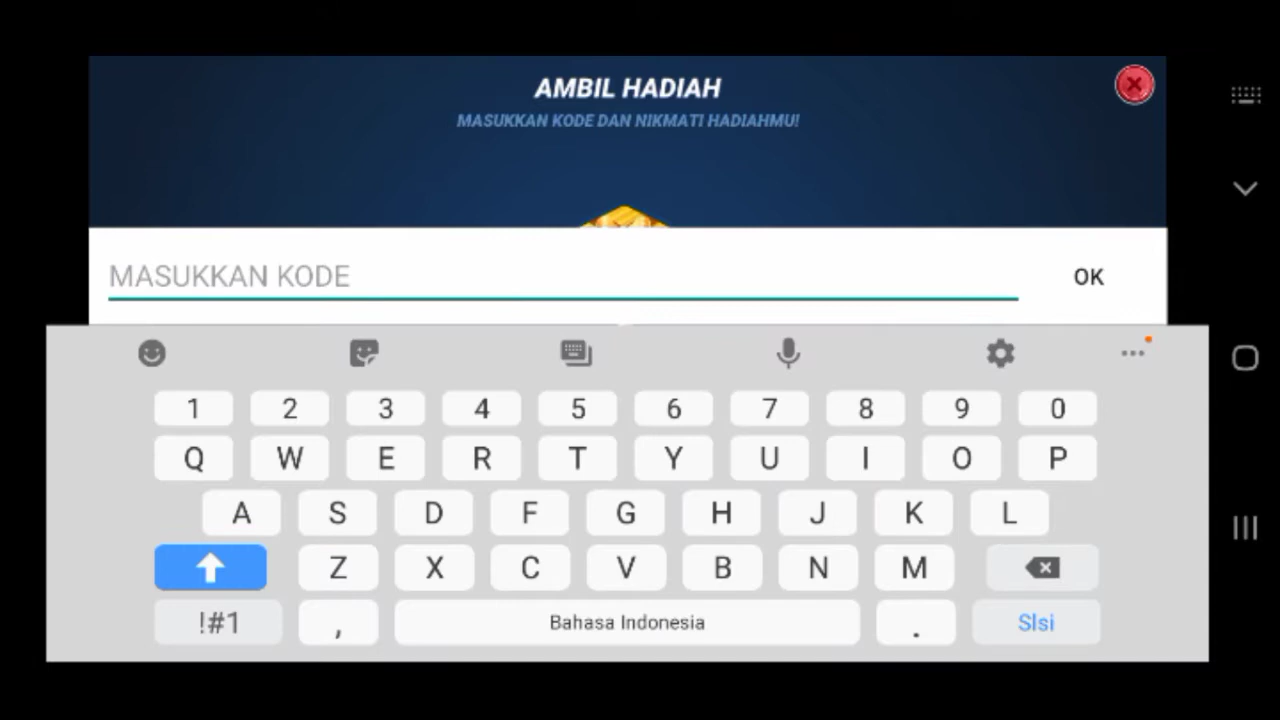 AMBIL HADIAH
MASUKKAN KODE DAN NIKMATI HADIAHMU!
MASUKKAN KODE
OK
1 2 3 4 5 6 7 8 9 0
Q W E R T Y U I O P
A S D F G H J K L
Z X C V B N M
!#1 , Bahasa Indonesia . SIsi